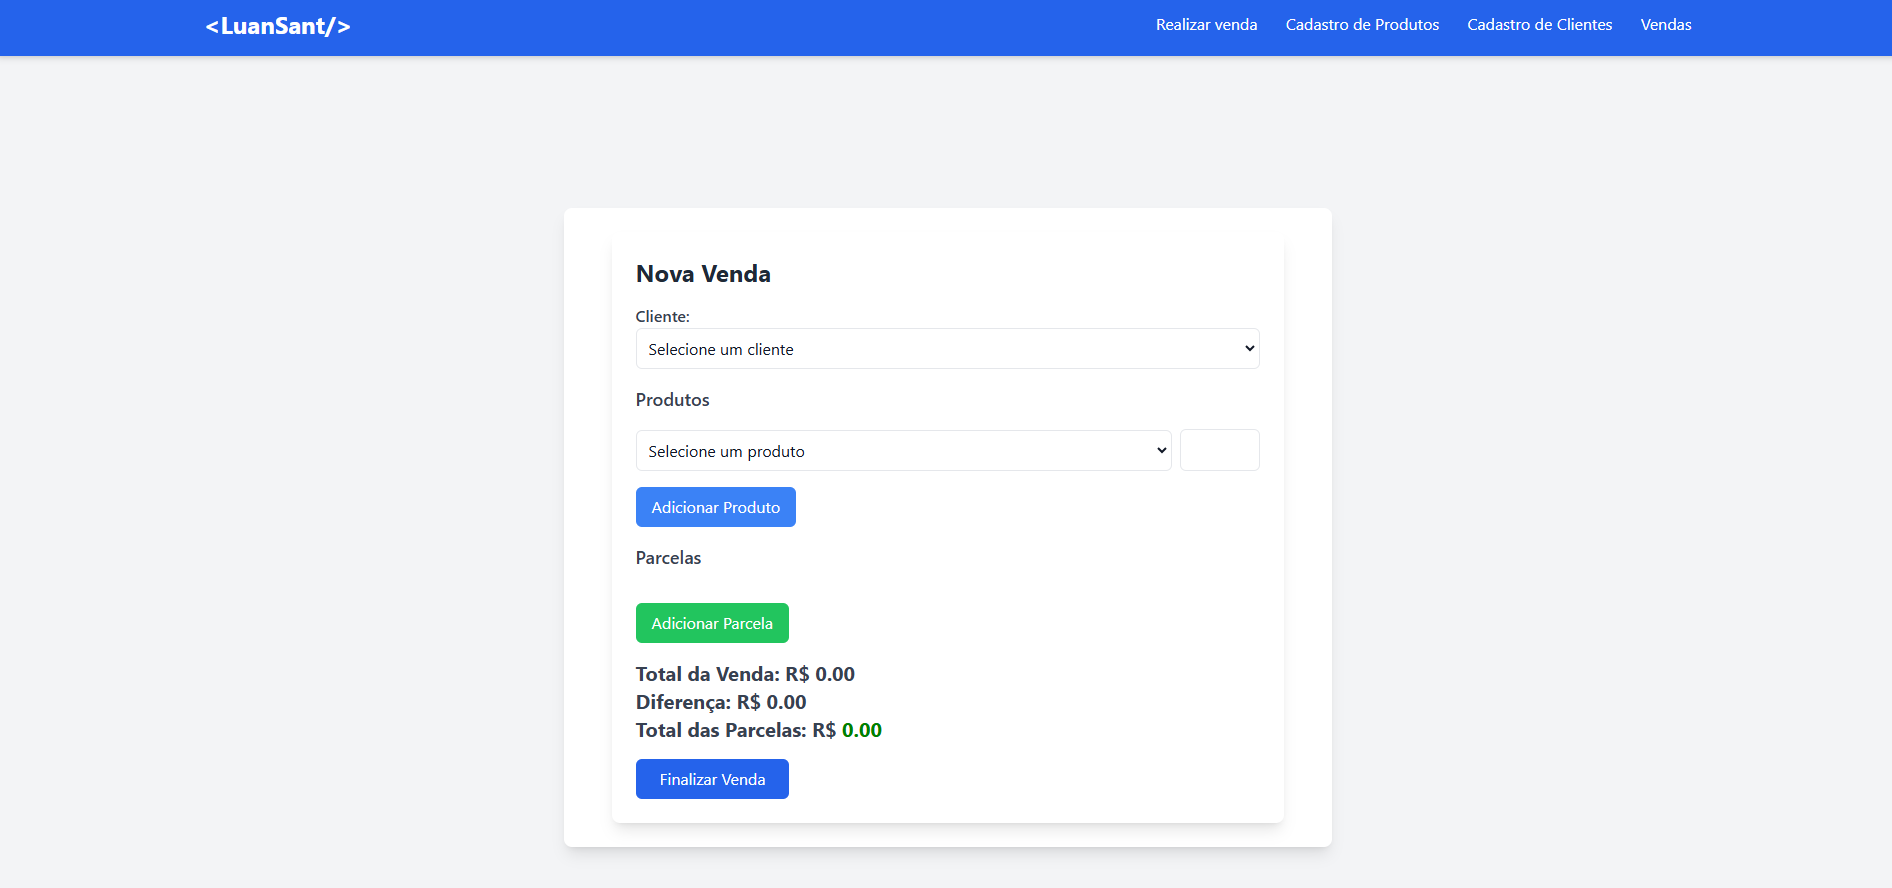 <LuanSant/>
Realizar venda
Cadastro de Produtos
Cadastro de Clientes
Vendas
Nova Venda
Cliente:
Selecione um cliente
Produtos
Selecione um produto
Adicionar Produto
Parcelas
Adicionar Parcela
Total da Venda: R$ 0.00
Diferença: R$ 0.00
Total das Parcelas: R$ 0.00
Finalizar Venda